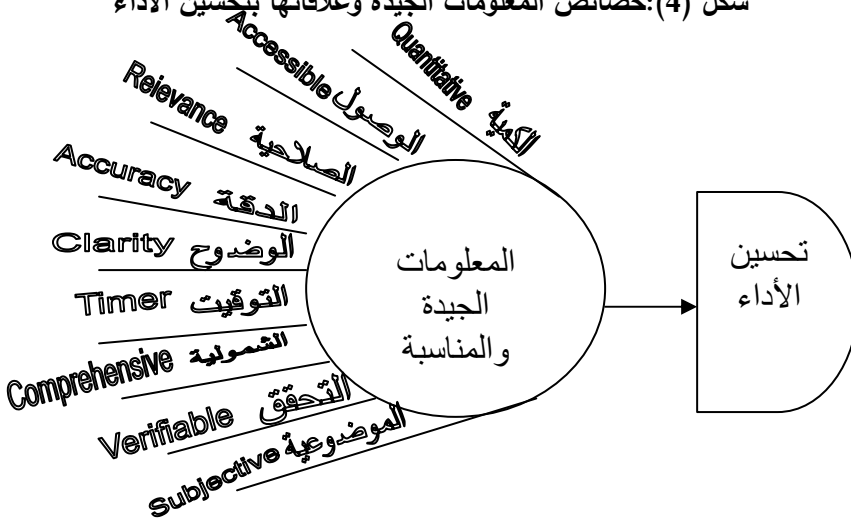 شكل (4):خصائص المعلومات الجيدة وعلاقاتها بتحسين الأداء
Quantitative الكمية
Accessible الوصول
Relevance الصلاحية
Accuracy الدقة
Clarity الوضوح
Timer التوقيت
Comprehensive الشمولية
Verifiable التحقق
Subjective الموضوعية
المعلومات
الجيدة
والمناسبة
تحسين
الأداء